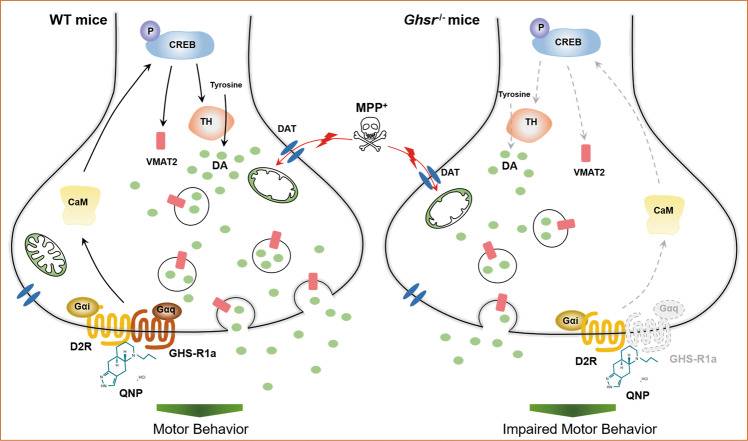 WT mice
P
CREB
Tyrosine
TH
VMAT2
DA
DAT
CaM
Gαi
Gαq
D2R
GHS-R1a
QNP
Motor Behavior
MPP+
Ghsr-/- mice
P
CREB
Tyrosine
TH
DA
VMAT2
DAT
CaM
Gαi
Gαq
D2R
GHS-R1a
QNP
Impaired Motor Behavior